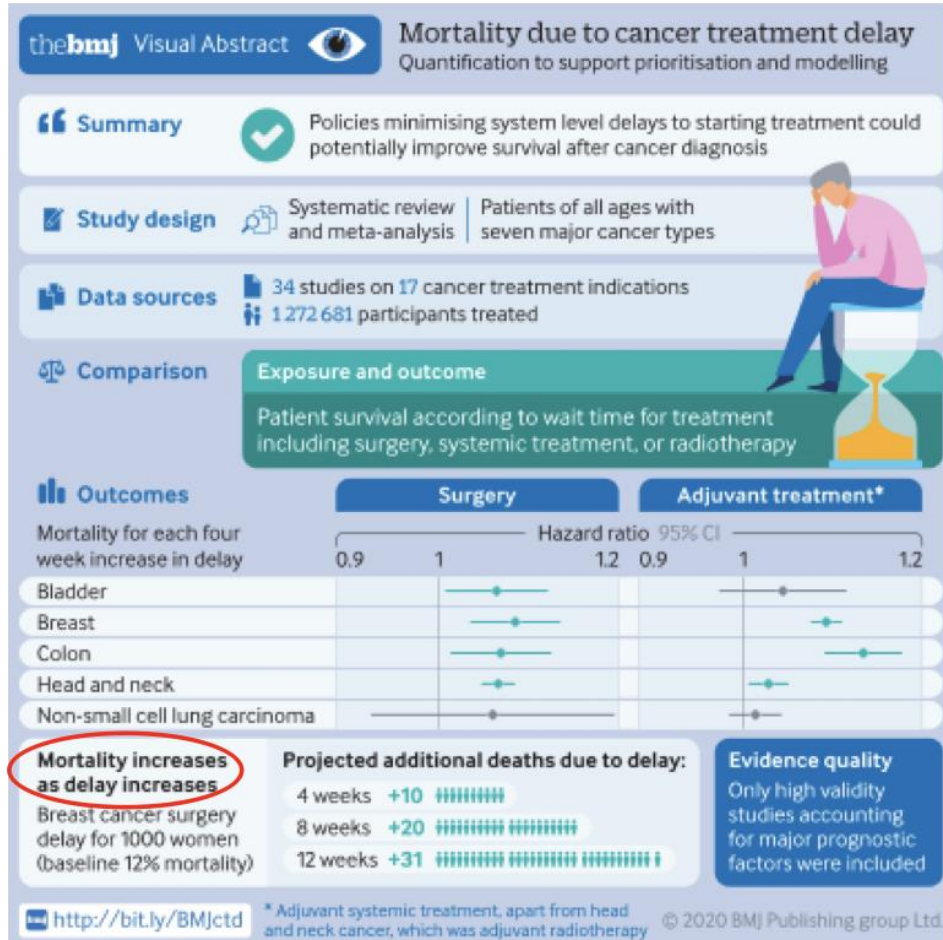 thebmj Visual Abstract
Mortality due to cancer treatment delay
Quantification to support prioritisation and modelling
Summary
Policies minimising system level delays to starting treatment could
potentially improve survival after cancer diagnosis
Study design
Systematic review
and meta-analysis
Patients of all ages with
seven major cancer types
Data sources
34 studies on 17 cancer treatment indications
1 272 681 participants treated
Comparison
Exposure and outcome
Patient survival according to wait time for treatment
including surgery, systemic treatment, or radiotherapy
Outcomes
Surgery
Adjuvant treatment*
Mortality for each four
week increase in delay
Hazard ratio 95% CI
0.9 1 1.2 0.9 1 1.2
Bladder
Breast
Colon
Head and neck
Non-small cell lung carcinoma
Mortality increases
as delay increases
Breast cancer surgery
delay for 1000 women
(baseline 12% mortality)
Projected additional deaths due to delay:
4 weeks +10
8 weeks +20
12 weeks +31
Evidence quality
Only high validity
studies accounting
for major prognostic
factors were included
http://bit.ly/BMJctd
* Adjuvant systemic treatment, apart from head
and neck cancer, which was adjuvant radiotherapy
© 2020 BMJ Publishing group Ltd.